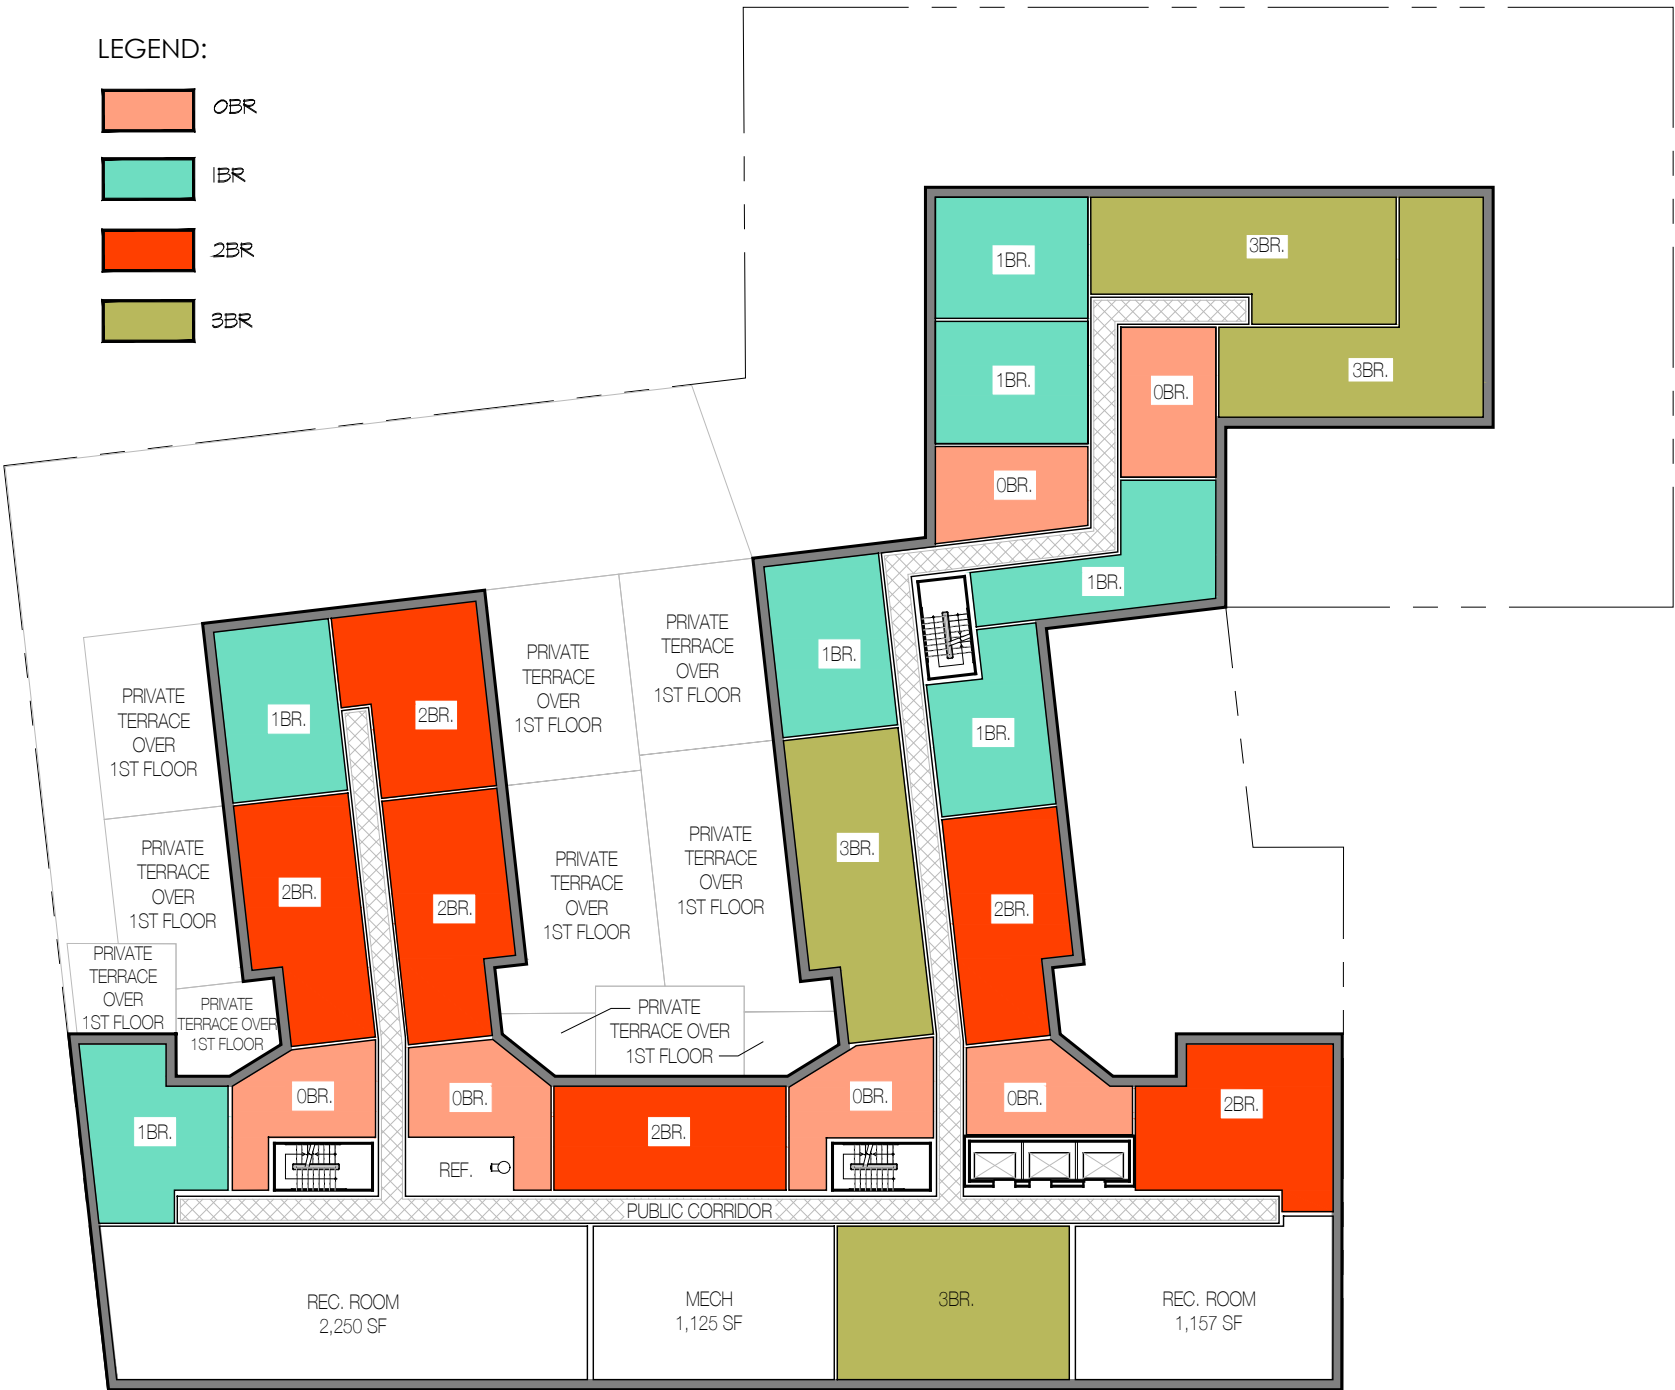 LEGEND:
0BR
1BR
2BR
3BR
1BR.
3BR.
1BR.
0BR.
3BR.
0BR.
1BR.
1BR.
1BR.
3BR.
1BR.
2BR.
1BR.
2BR.
2BR.
2BR.
PRIVATE
TERRACE
OVER
1ST FLOOR
PRIVATE
TERRACE
OVER
1ST FLOOR
PRIVATE
TERRACE
OVER
1ST FLOOR
PRIVATE
TERRACE OVER
1ST FLOOR
PRIVATE
TERRACE
OVER
1ST FLOOR
PRIVATE
TERRACE
OVER
1ST FLOOR
PRIVATE
TERRACE
OVER
1ST FLOOR
PRIVATE
TERRACE
OVER
1ST FLOOR
PRIVATE
TERRACE OVER
1ST FLOOR
1BR.
0BR.
0BR.
2BR.
0BR.
0BR.
2BR.
REF.
PUBLIC CORRIDOR
REC. ROOM
2,250 SF
MECH
1,125 SF
3BR.
REC. ROOM
1,157 SF